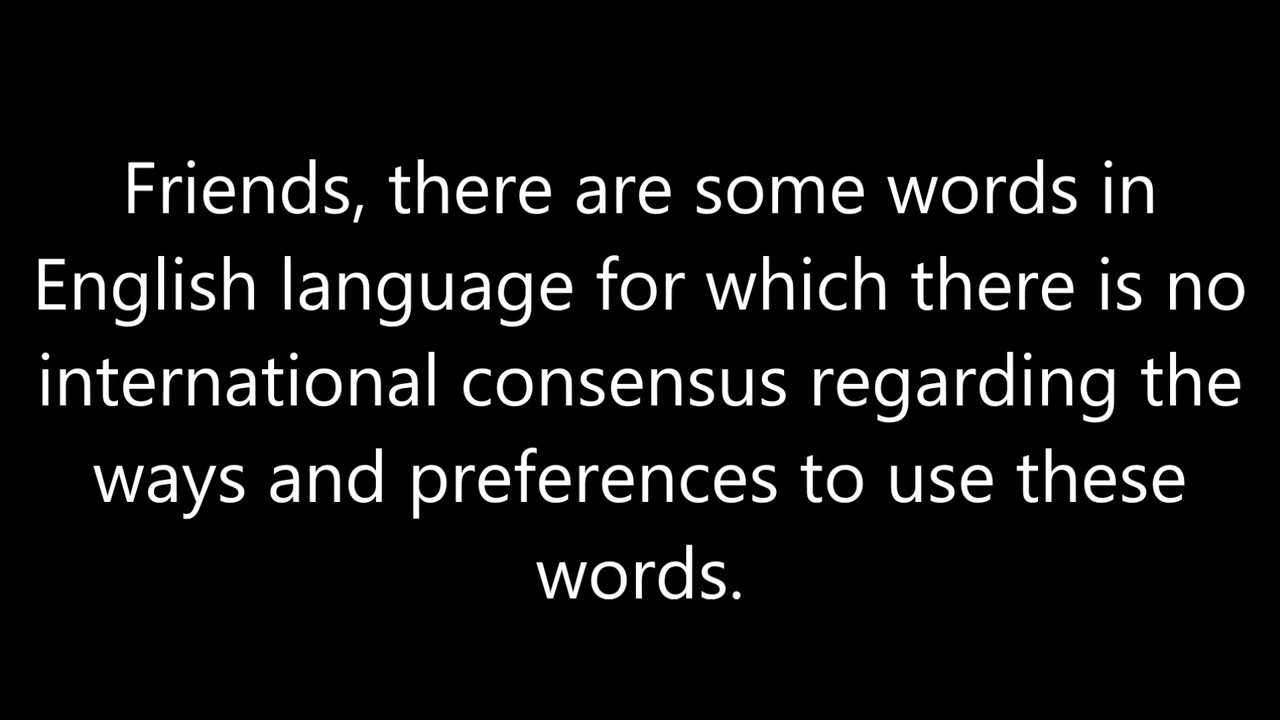 Friends, there are some words in
English language for which there is no
international consensus regarding the
ways and preferences to use these
words.